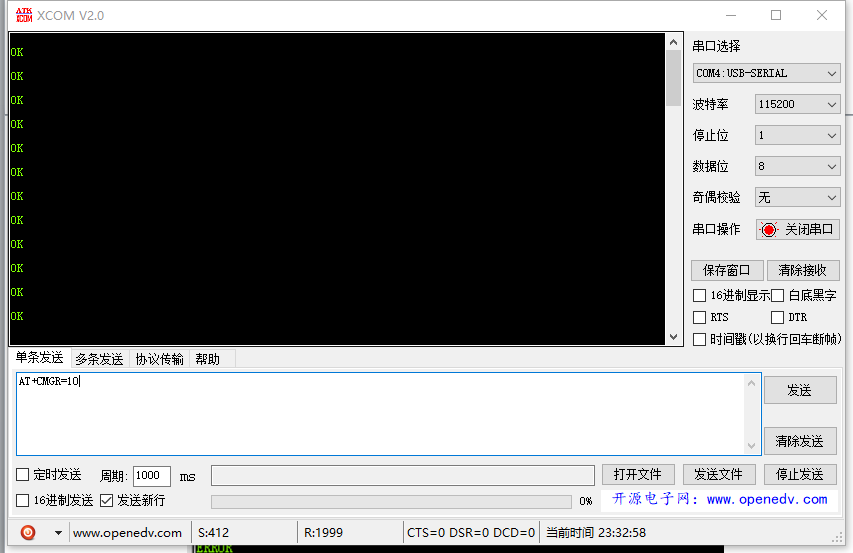 ATK XCOM XCOM V2.0
OK
OK
OK
OK
OK
OK
OK
OK
OK
OK
OK
OK
串口选择
COM4:USB-SERIAL
波特率 115200
停止位 1
数据位 8
奇偶校验 无
串口操作 关闭串口
保存窗口 清除接收
16进制显示 白底黑字
RTS DTR
时间戳(以换行回车断帧)
单条发送 多条发送 协议传输 帮助
AT+CMGR=10
发送
清除发送
定时发送 周期: 1000 ms 打开文件 发送文件 停止发送
16进制发送 发送新行 0% 开源电子网: www.openedv.com
www.openedv.com S:412 R:1999 CTS=0 DSR=0 DCD=0 当前时间 23:32:58
ERROR